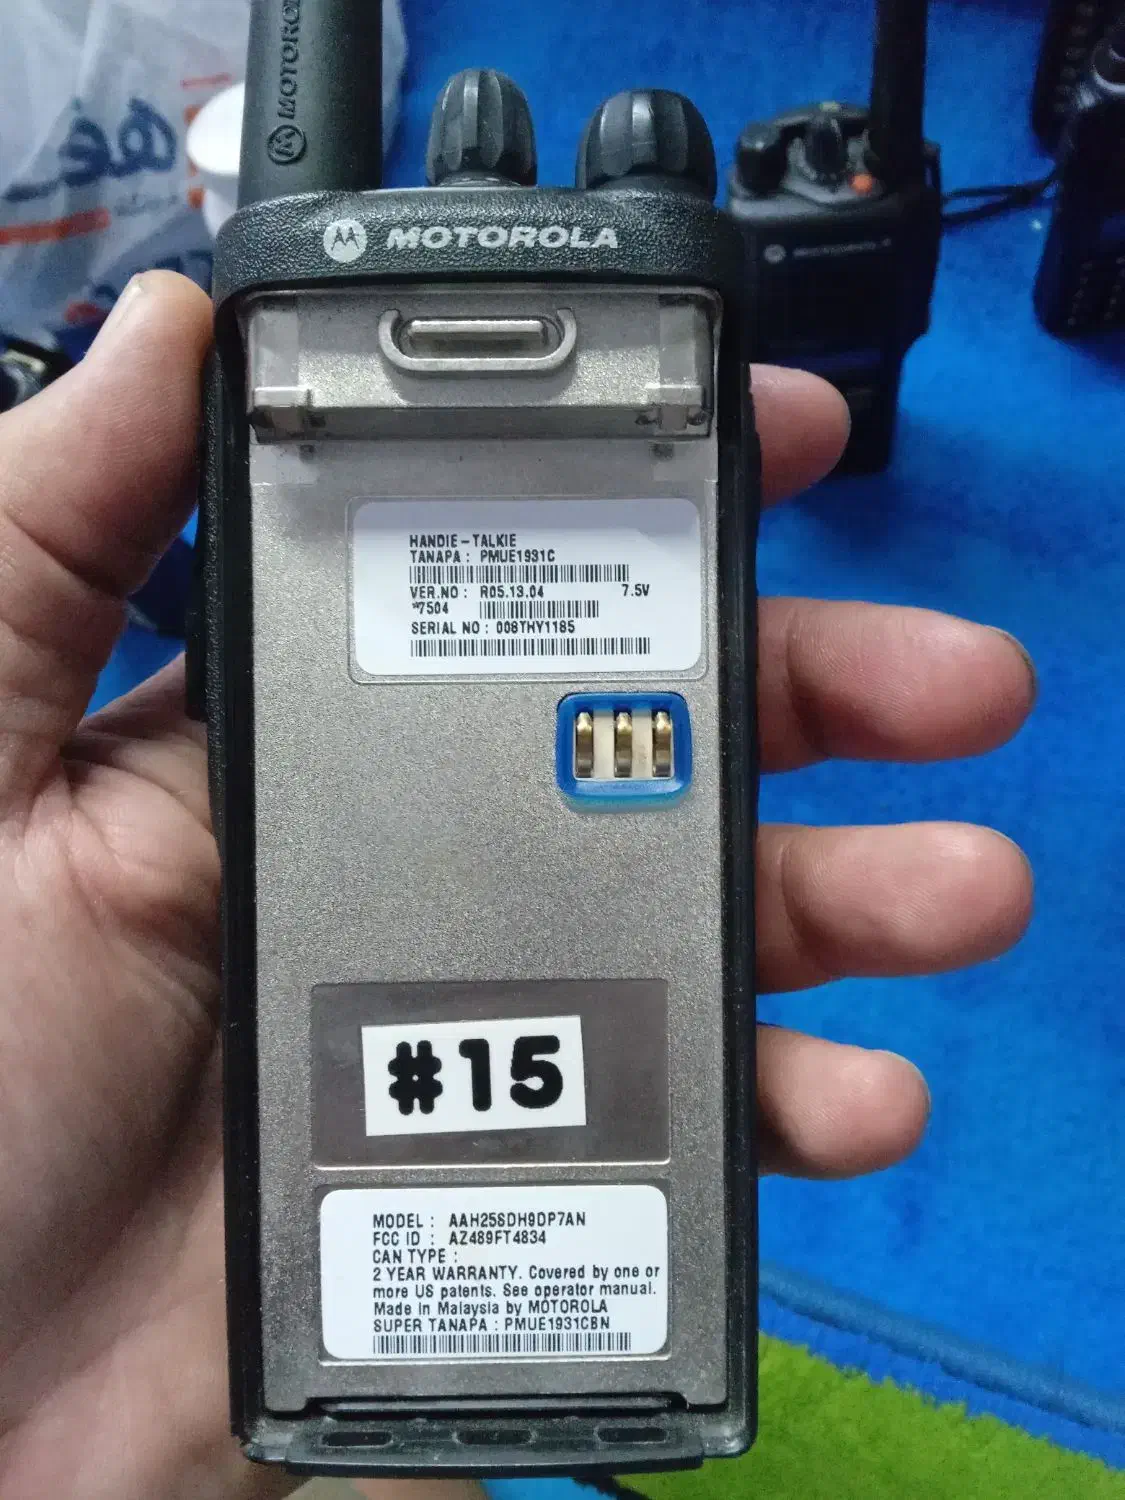 MOTOROLA
MOTOROLA
MOTOROLA
HANDIE-TALKIE
TANAPA : PMUE1931C
VER.NO : R05.13.04 7.5V
*7504
SERIAL NO : 008THY1185
#15
MODEL : AAH25SDH9DP7AN
FCC ID : AZ489FT4834
CAN TYPE :
2 YEAR WARRANTY. Covered by one or
more US patents. See operator manual.
Made in Malaysia by MOTOROLA
SUPER TANAPA : PMUE1931CBN